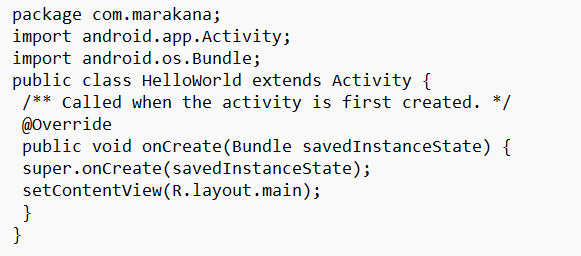 package com.marakana;
import android.app.Activity;
import android.os.Bundle;
public class HelloWorld extends Activity {
 /** Called when the activity is first created. */
 @Override
 public void onCreate(Bundle savedInstanceState) {
 super.onCreate(savedInstanceState);
 setContentView(R.layout.main);
 }
}